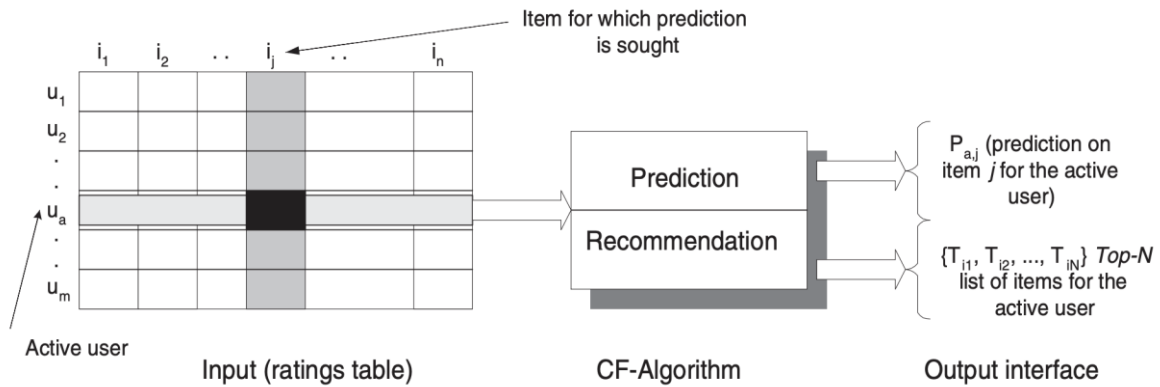 Item for which prediction
is sought
i1 i2 . . ij . . in
u1
u2
.
.
ua
.
.
um
Active user
Input (ratings table)
Prediction
Recommendation
CF-Algorithm
Pa,j (prediction on
item j for the active
user)
{Ti1, Ti2, ..., TiN} Top-N
list of items for the
active user
Output interface